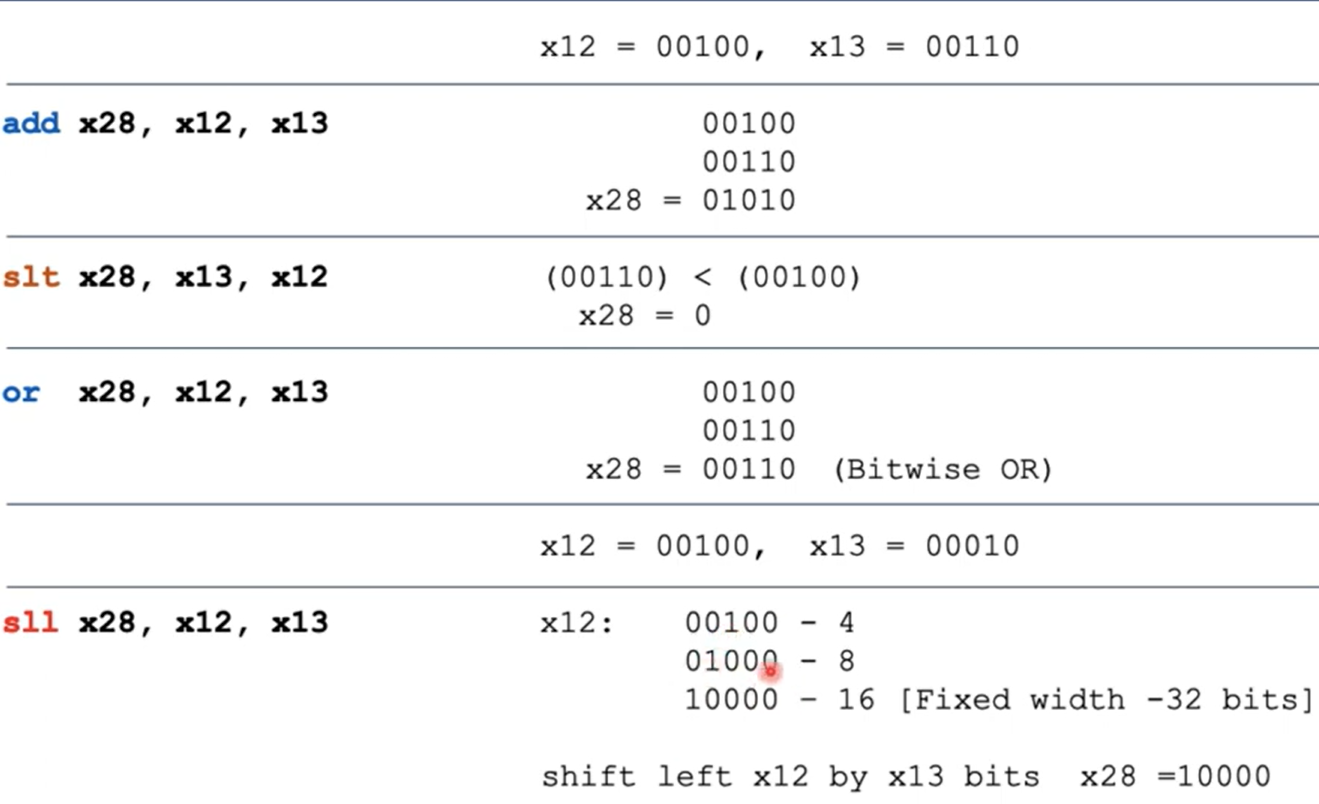 x12 = 00100,  x13 = 00110
add x28, x12, x13
00100
00110
x28 = 01010
slt x28, x13, x12
(00110) < (00100)
x28 = 0
or  x28, x12, x13
00100
00110
x28 = 00110  (Bitwise OR)
x12 = 00100,  x13 = 00010
sll x28, x12, x13
x12:   00100 – 4
01000 – 8
10000 – 16 [Fixed width -32 bits]
shift left x12 by x13 bits  x28 =10000